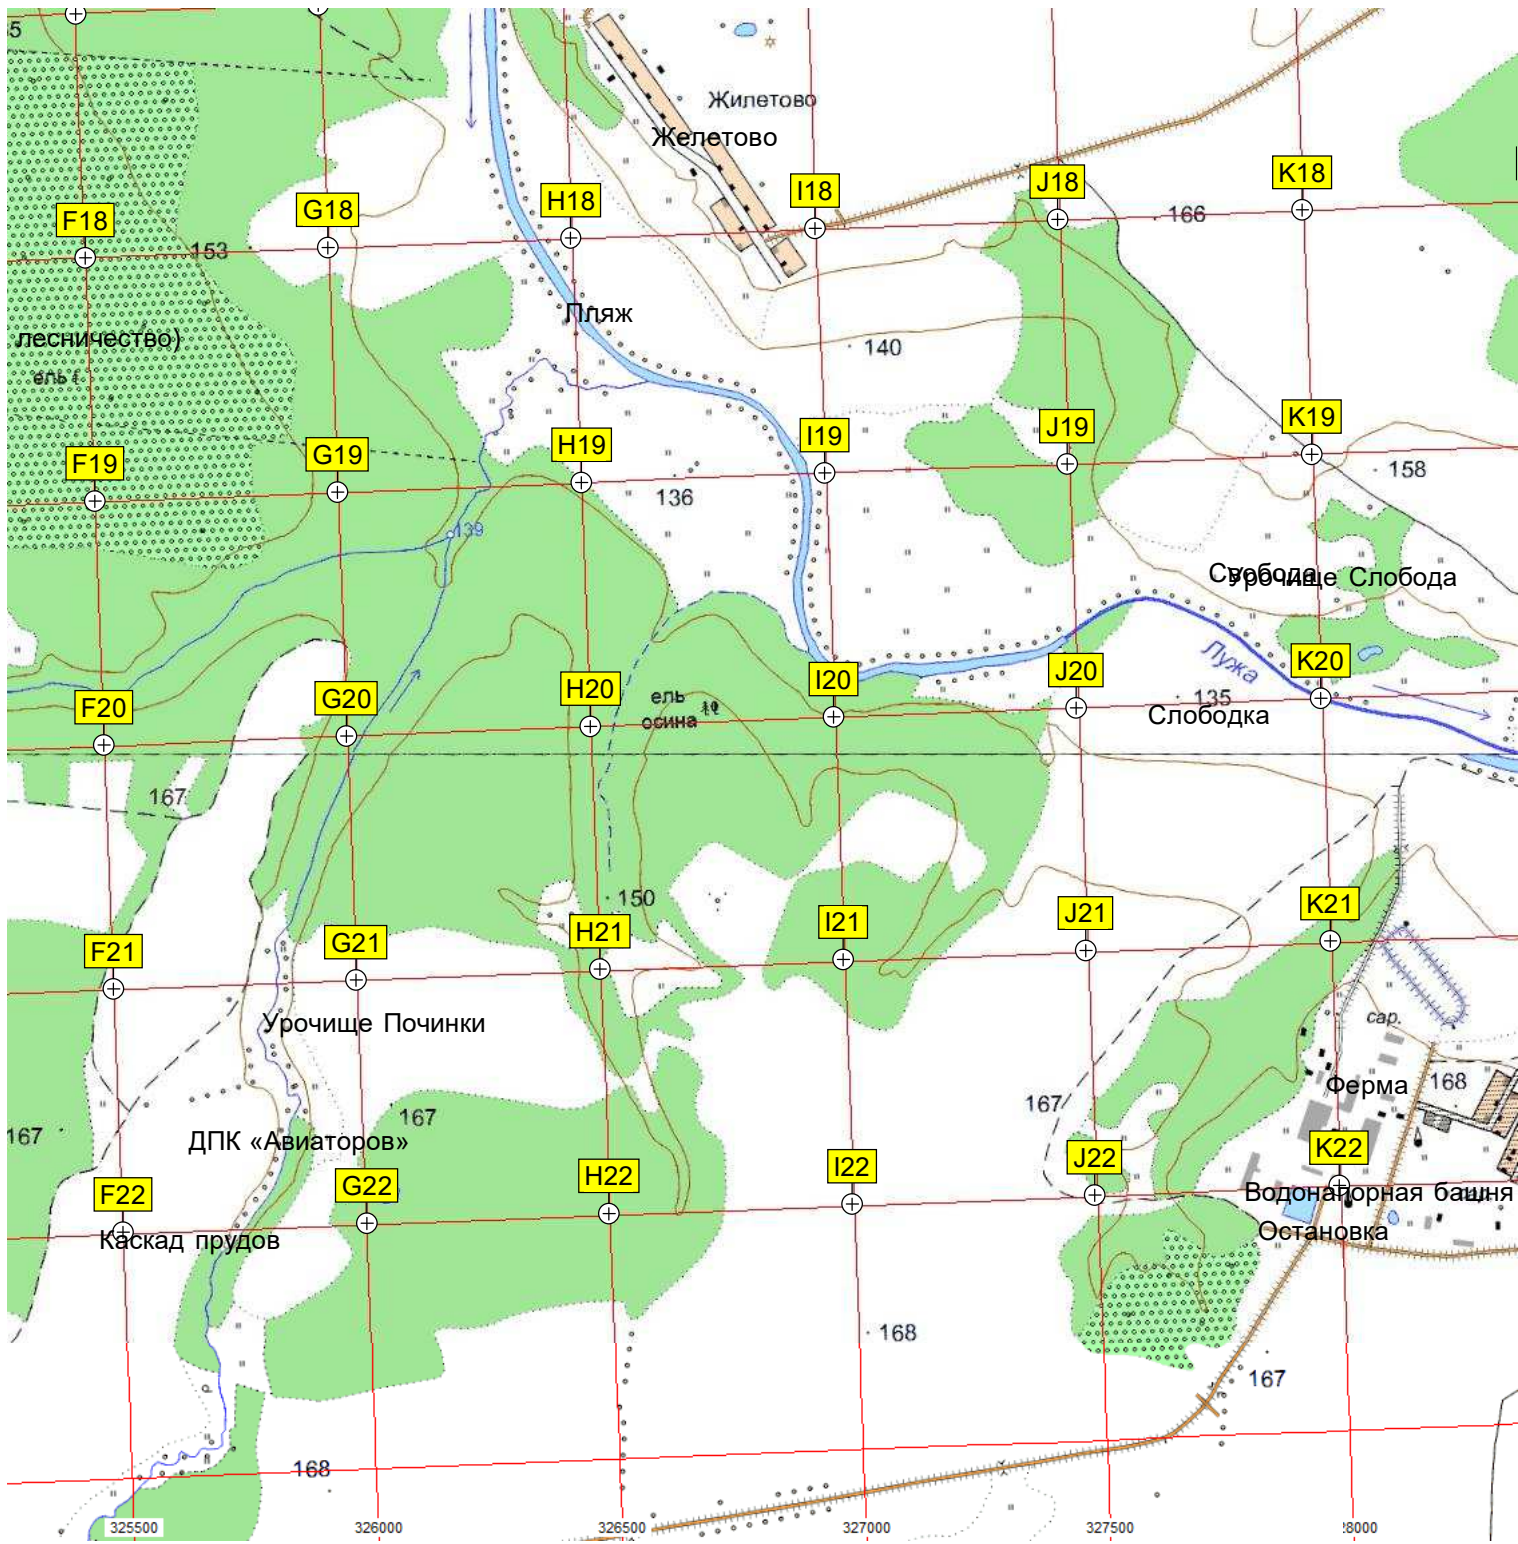 5
Жилетово
Желетово
F18
G18
H18
I18
J18
K18
153
166
Пляж
лесничество)
ель
140
F19
G19
H19
I19
J19
K19
136
158
139
Свобода
Урочище Слобода
Лужа
F20
G20
H20
I20
J20
K20
ель
осина
135
Слободка
167
150
F21
G21
H21
I21
J21
K21
Урочище Починки
сар.
Ферма
168
167
167
167
ДПК «Авиаторов»
F22
G22
H22
I22
J22
K22
Водонапорная башня
Каскад прудов
Остановка
168
167
168
325500
326000
326500
327000
327500
28000